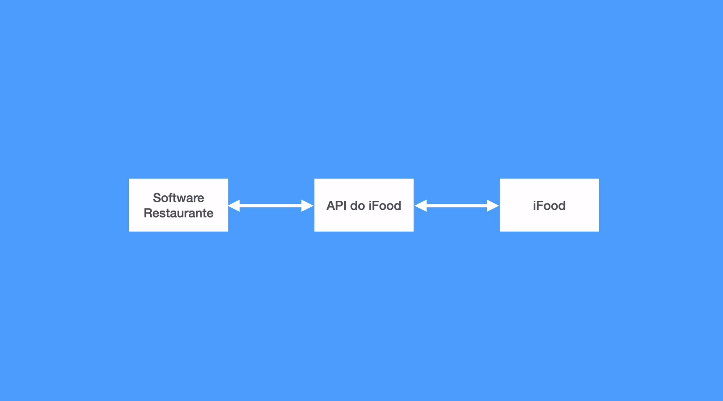 Software
Restaurante
API do iFood
iFood